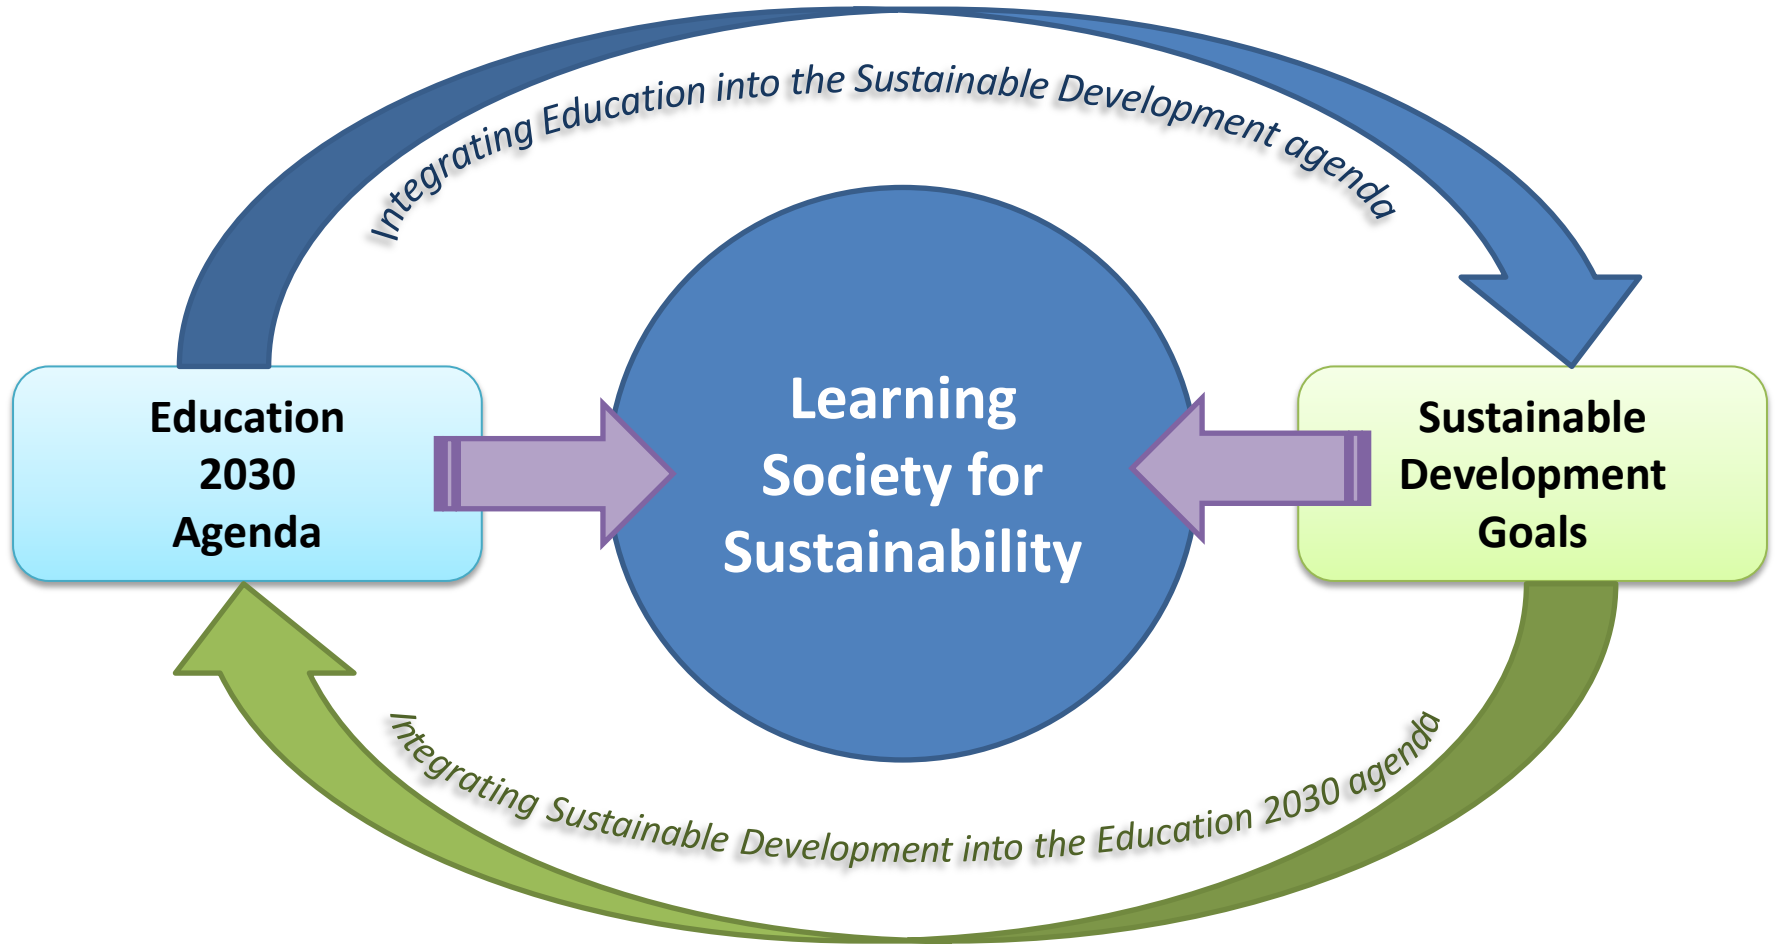 Integrating Education into the Sustainable Development agenda
Education
2030
Agenda
Learning
Society for
Sustainability
Sustainable
Development
Goals
Integrating Sustainable Development into the Education 2030 agenda